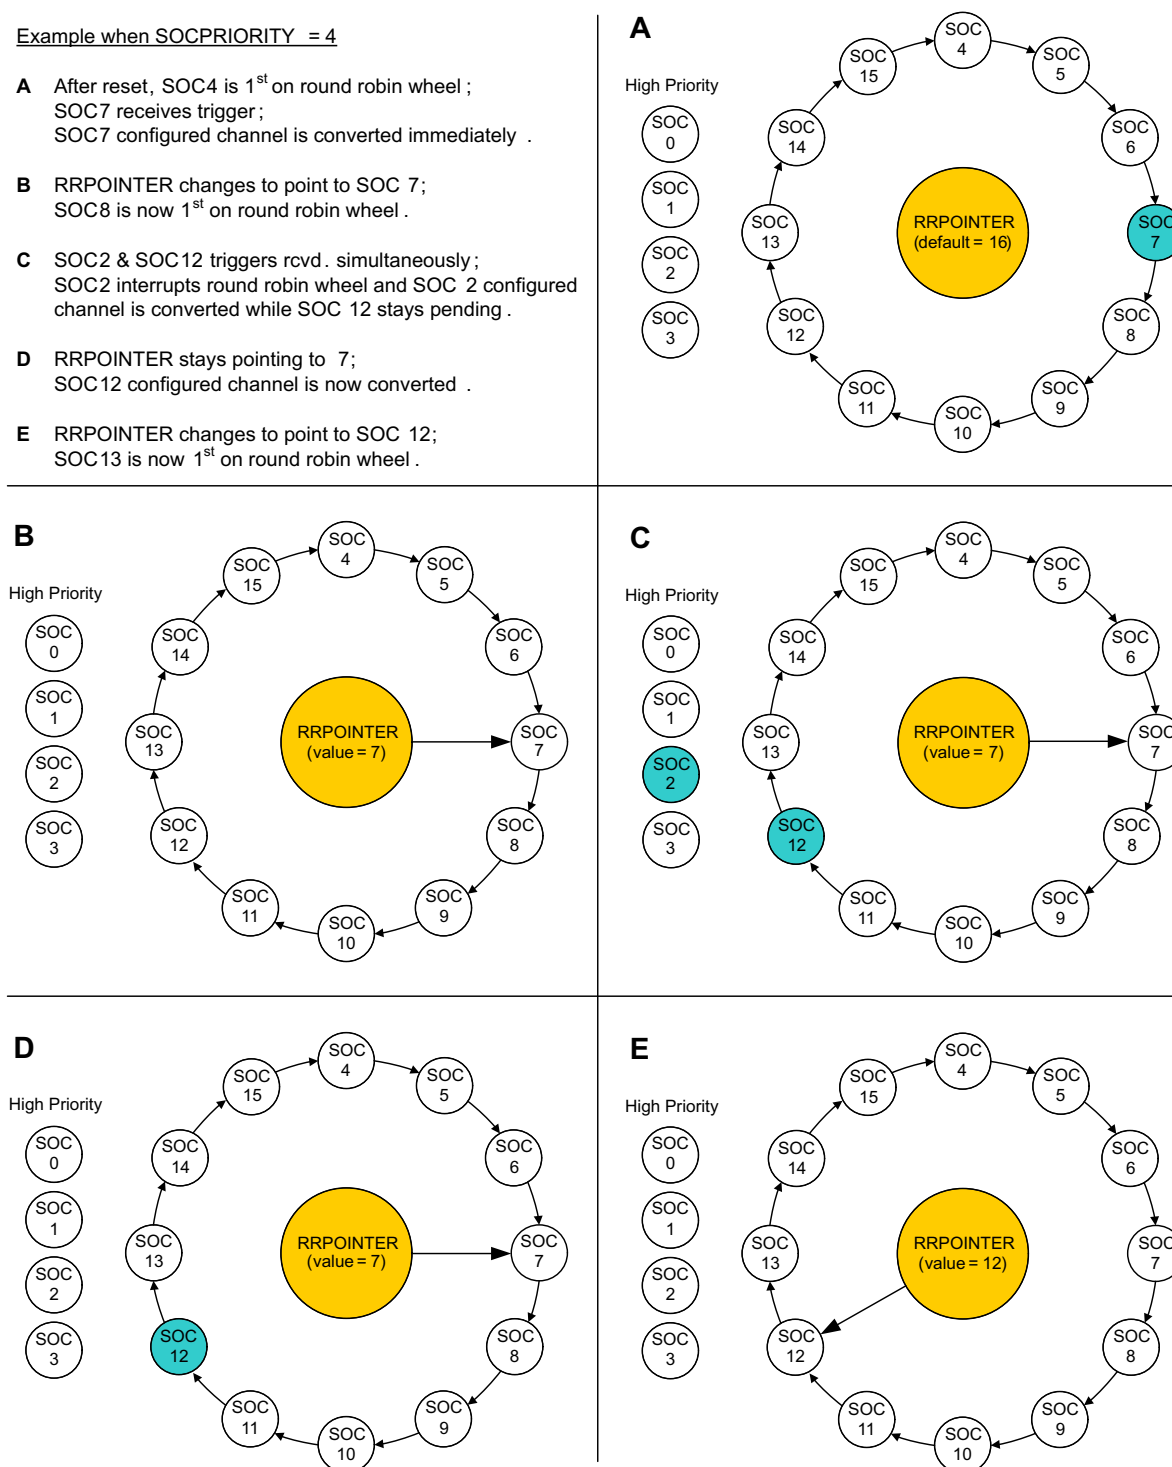 Example when SOCPRIORITY = 4
A After reset, SOC4 is 1st on round robin wheel;
SOC7 receives trigger;
SOC7 configured channel is converted immediately.
B RRPOINTER changes to point to SOC 7;
SOC8 is now 1st on round robin wheel.
C SOC2 & SOC12 triggers rcvd. simultaneously;
SOC2 interrupts round robin wheel and SOC 2 configured
channel is converted while SOC 12 stays pending.
D RRPOINTER stays pointing to 7;
SOC12 configured channel is now converted.
E RRPOINTER changes to point to SOC 12;
SOC13 is now 1st on round robin wheel.
A
High Priority
SOC
0
SOC
1
SOC
2
SOC
3
SOC
4
SOC
5
SOC
6
SOC
7
SOC
8
SOC
9
SOC
10
SOC
11
SOC
12
SOC
13
SOC
14
SOC
15
RRPOINTER
(default = 16)
B
High Priority
SOC
0
SOC
1
SOC
2
SOC
3
SOC
4
SOC
5
SOC
6
SOC
7
SOC
8
SOC
9
SOC
10
SOC
11
SOC
12
SOC
13
SOC
14
SOC
15
RRPOINTER
(value = 7)
C
High Priority
SOC
0
SOC
1
SOC
2
SOC
3
SOC
4
SOC
5
SOC
6
SOC
7
SOC
8
SOC
9
SOC
10
SOC
11
SOC
12
SOC
13
SOC
14
SOC
15
RRPOINTER
(value = 7)
D
High Priority
SOC
0
SOC
1
SOC
2
SOC
3
SOC
4
SOC
5
SOC
6
SOC
7
SOC
8
SOC
9
SOC
10
SOC
11
SOC
12
SOC
13
SOC
14
SOC
15
RRPOINTER
(value = 7)
E
High Priority
SOC
0
SOC
1
SOC
2
SOC
3
SOC
4
SOC
5
SOC
6
SOC
7
SOC
8
SOC
9
SOC
10
SOC
11
SOC
12
SOC
13
SOC
14
SOC
15
RRPOINTER
(value = 12)